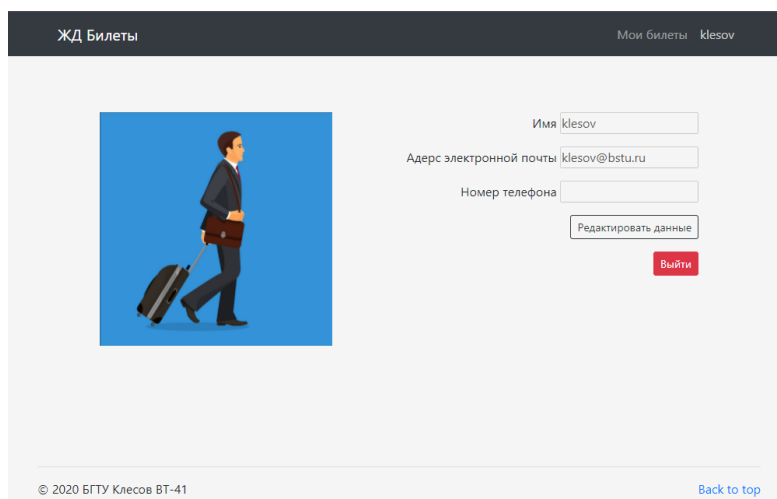 ЖД Билеты
Мои билеты klesov
Имя klesov
Адерс электронной почты klesov@bstu.ru
Номер телефона
Редактировать данные
Выйти
© 2020 БГТУ Клесов ВТ-41
Back to top